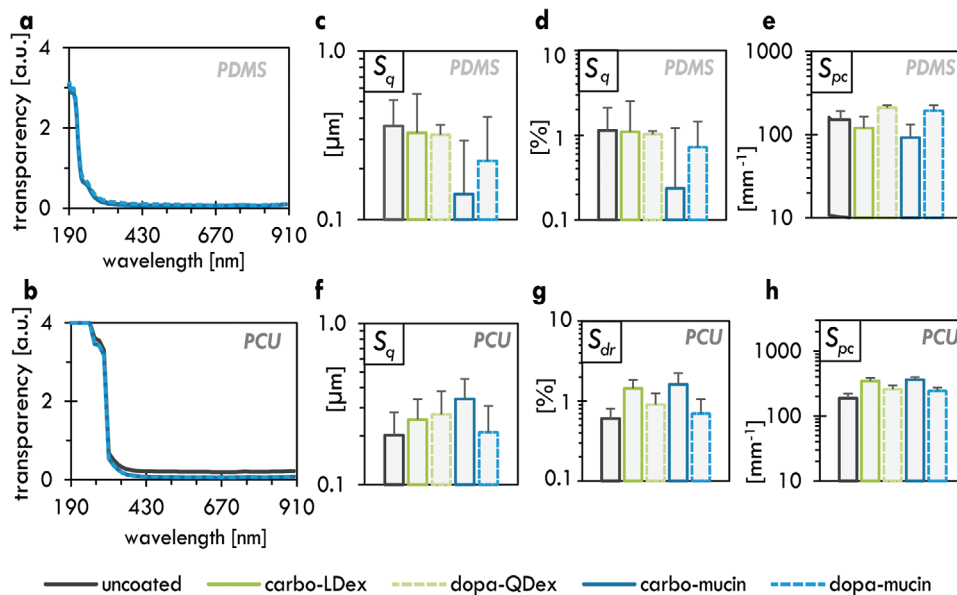 a
transparency [a.u.]
4
2
0
PDMS
190 430 670 910
wavelength [nm]
c
1.0
[µm]
0.1
Sq
PDMS
d
10
1
0.1
[%]
Sq
PDMS
e
1000
100
10
[mm⁻¹]
Spc
PDMS
b
transparency [a.u.]
4
2
0
PCU
190 430 670 910
wavelength [nm]
f
1.0
[µm]
0.1
Sq
PCU
g
10
1
0.1
[%]
Sdr
PCU
h
1000
100
10
[mm⁻¹]
Spc
PCU
uncoated carbo-LDex dopa-QDex carbo-mucin dopa-mucin